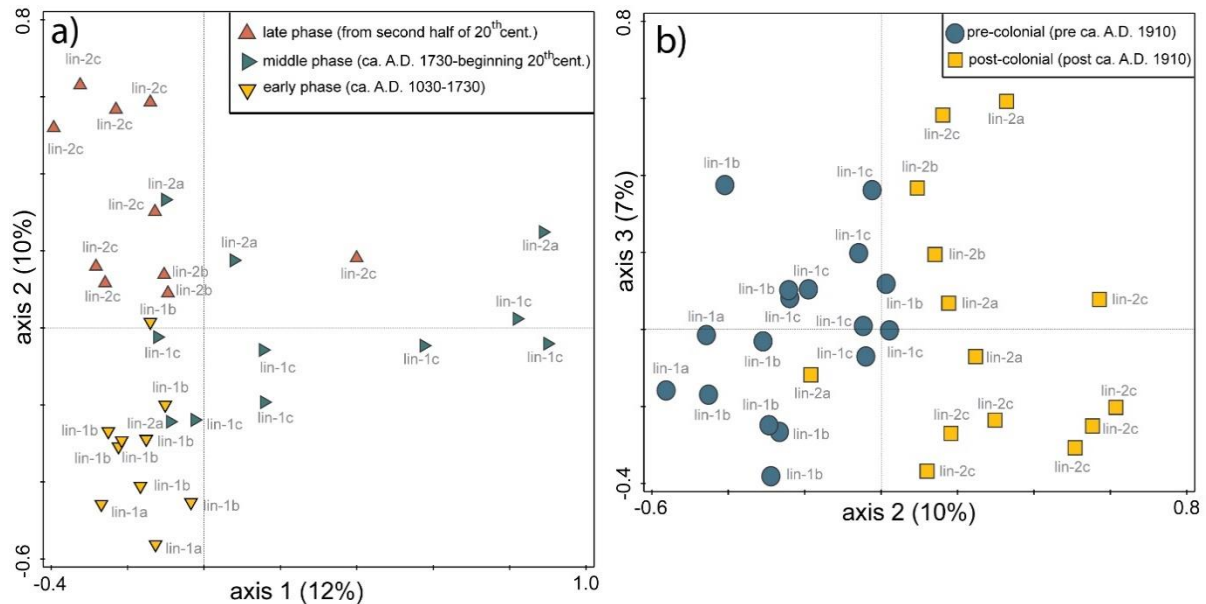 a)
0.8
axis 2 (10%)
-0.6
-0.4
axis 1 (12%)
1.0
late phase (from second half of 20th cent.)
middle phase (ca. A.D. 1730-beginning 20th cent.)
early phase (ca. A.D. 1030-1730)
lin-2c
lin-2c
lin-2c
lin-2c
lin-2a
lin-2c
lin-2a
lin-2a
lin-2c
lin-2c
lin-2b
lin-2c
lin-2b
lin-1b
lin-1c
lin-1c
lin-1c
lin-1c
lin-1c
lin-1b
lin-1c
lin-2a
lin-1c
lin-1b
lin-1b
lin-1b
lin-1b
lin-1b
lin-1a
lin-1b
lin-1a
b)
0.8
axis 3 (7%)
-0.4
-0.6
axis 2 (10%)
0.8
pre-colonial (pre ca. A.D. 1910)
post-colonial (post ca. A.D. 1910)
lin-2c
lin-2a
lin-1b
lin-1c
lin-2b
lin-1c
lin-2b
lin-1c
lin-1b
lin-1b
lin-2a
lin-2c
lin-1c
lin-1a
lin-1c
lin-1b
lin-1c
lin-1c
lin-2a
lin-1a
lin-2a
lin-1b
lin-2c
lin-2c
lin-1b
lin-2c
lin-1b
lin-2c
lin-2c
lin-1b
lin-2c